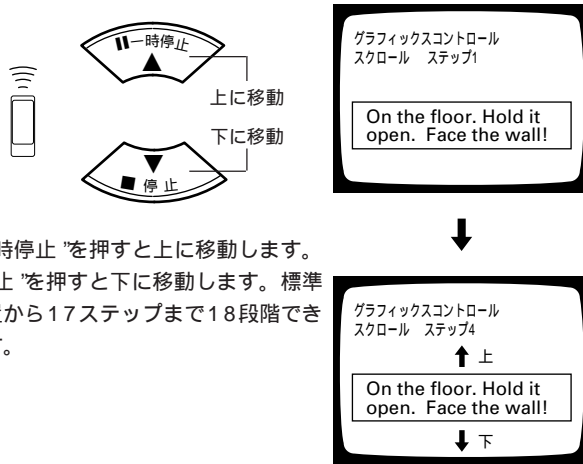 一時停止
上に移動
下に移動
停止
時停止 ”を押すと上に移動します。
止 ”を押すと下に移動します。標準
から17ステップまで18段階でき
。
グラフィックスコントロール
スクロール ステップ1
On the floor. Hold it
open. Face the wall!
グラフィックスコントロール
スクロール ステップ4
上
On the floor. Hold it
open. Face the wall!
下